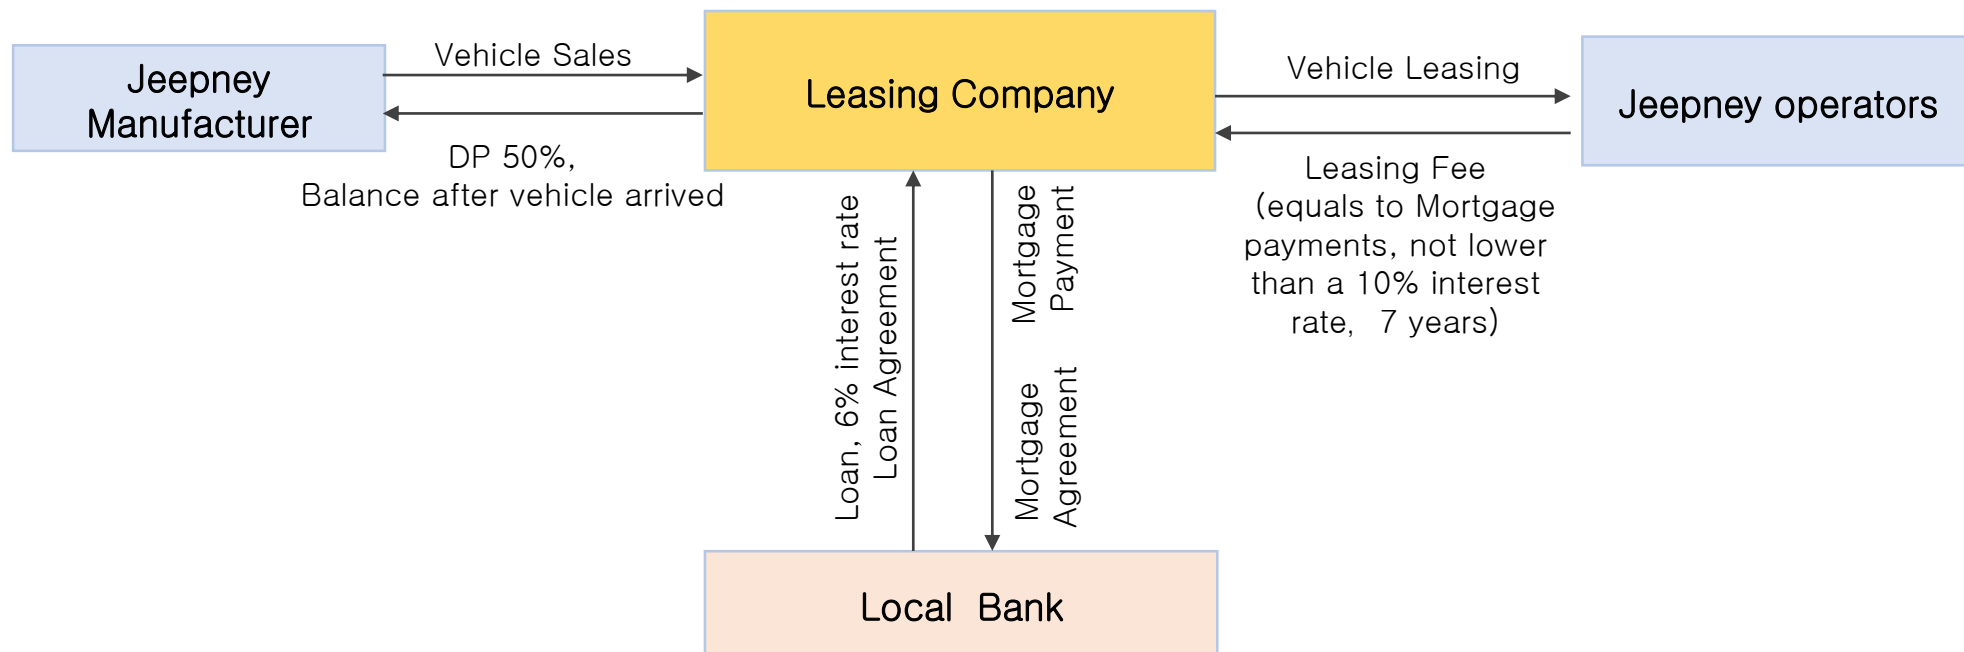 Jeepney
Manufacturer
Vehicle Sales
DP 50%,
Balance after vehicle arrived
Leasing Company
Vehicle Leasing
Leasing Fee
(equals to Mortgage
payments, not lower
than a 10% interest
rate, 7 years)
Jeepney operators
Loan, 6% interest rate
Loan Agreement
Mortgage
Payment
Mortgage
Agreement
Local Bank